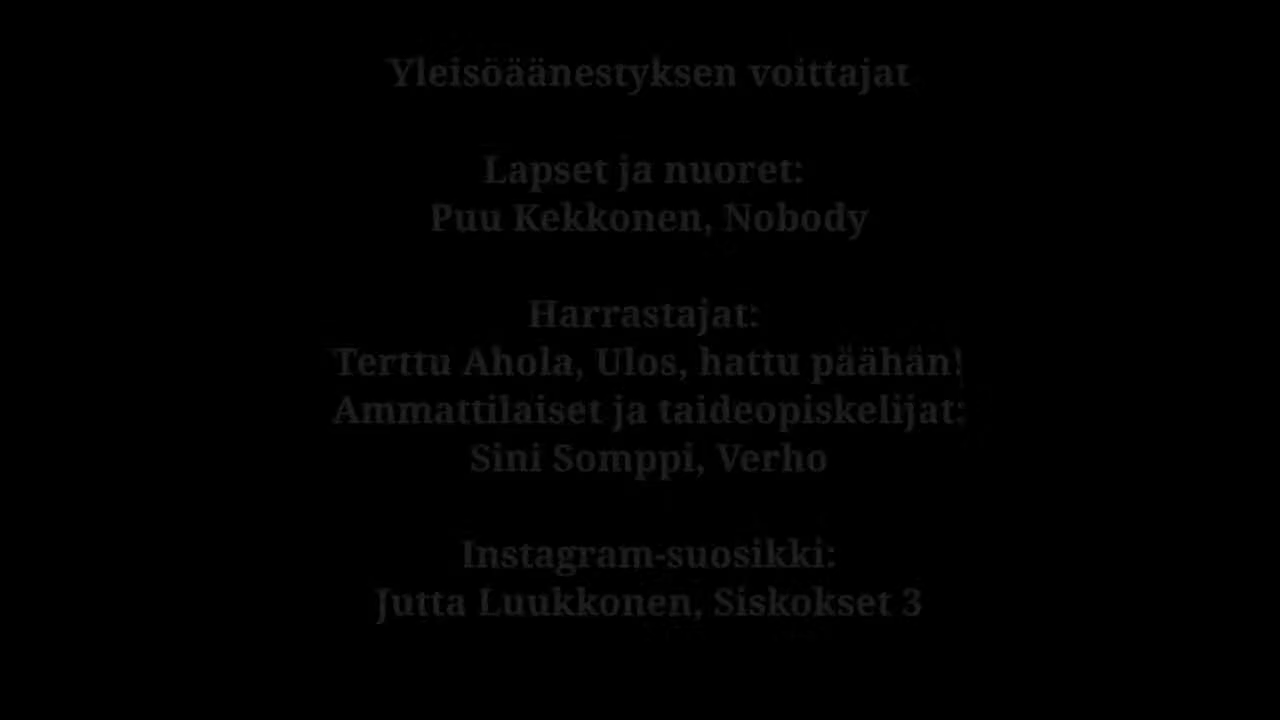 Yleisöäänestyksen voittajat
Lapset ja nuoret:
Puu Kekkonen, Nobody
Harrastajat:
Terttu Ahola, Ulos, hattu päähän!
Ammattilaiset ja taideopiskelijat:
Sini Somppi, Verho
Instagram-suosikki:
Jutta Luukkonen, Siskokset 3